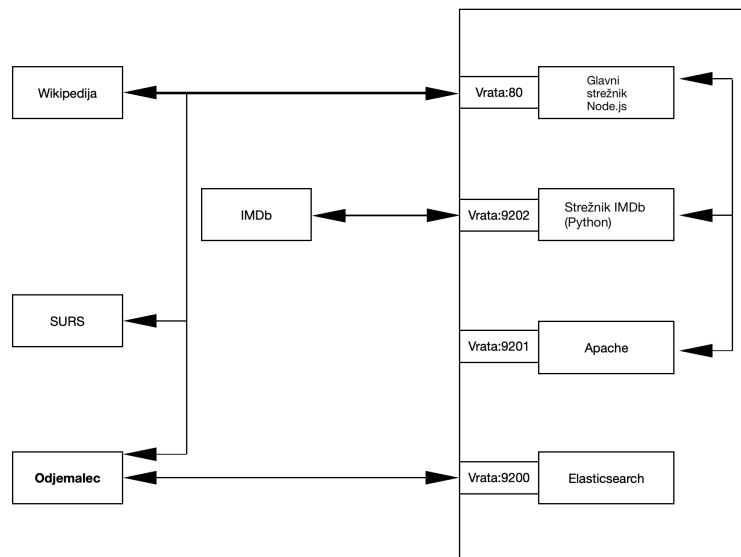 Wikipedija
Vrata:80
Glavni
strežnik
Node.js
IMDb
Vrata:9202
Strežnik IMDb
(Python)
SURS
Vrata:9201
Apache
Odjemalec
Vrata:9200
Elasticsearch